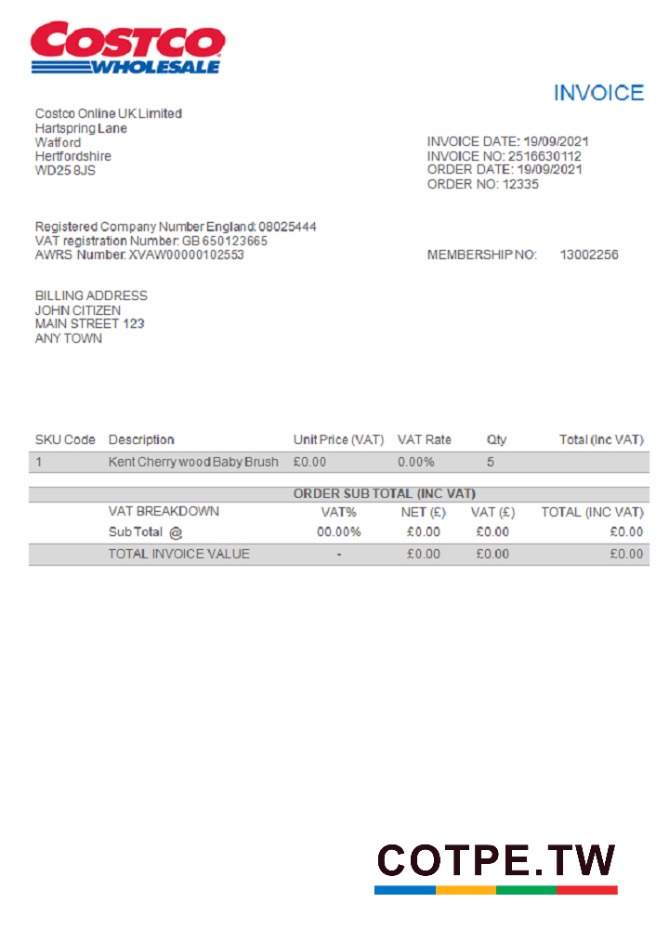 COSTCO
WHOLESALE
INVOICE
Costco Online UK Limited
Hartspring Lane
Watford
Hertfordshire
WD25 8JS
INVOICE DATE: 19/09/2021
INVOICE NO: 2516630112
ORDER DATE: 19/09/2021
ORDER NO: 12335
Registered Company Number England: 08025444
VAT registration Number: GB 650123665
AWRS Number: XVAW00000102553
MEMBERSHIP NO: 13002256
BILLING ADDRESS
JOHN CITIZEN
MAIN STREET 123
ANY TOWN
SKU Code Description Unit Price (VAT) VAT Rate Qty Total (Inc VAT)
1 Kent Cherrywood Baby Brush £0.00 0.00% 5
ORDER SUB TOTAL (INC VAT)
VAT BREAKDOWN VAT% NET (£) VAT (£) TOTAL (INC VAT)
Sub Total @ 00.00% £0.00 £0.00 £0.00
TOTAL INVOICE VALUE - £0.00 £0.00 £0.00
COTPE.TW